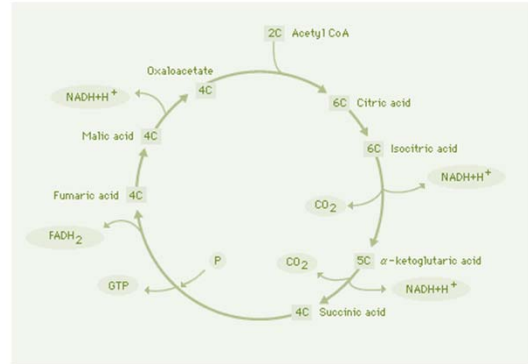 2C Acetyl CoA
Oxaloacetate
4C
6C Citric acid
NADH+H+
Malic acid 4C
6C Isocitric acid
NADH+H+
Fumaric acid 4C
CO2
FADH2
P
CO2
5C α-ketoglutaric acid
GTP
NADH+H+
4C Succinic acid